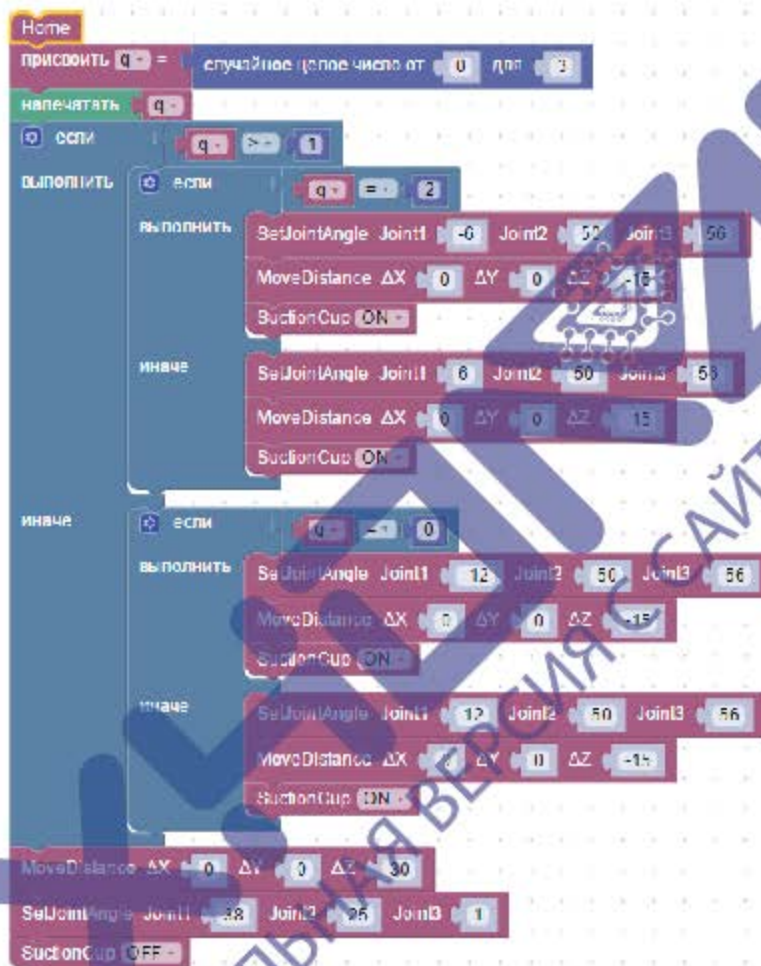 Home
присвоить q = случайное целое число от 0 для 3
напечатать q
если q > 1
выполнить если q = 2
выполнить SetJointAngle Joint1 -6 Joint2 50 Joint3 56
MoveDistance ΔX 0 ΔY 0 ΔZ -15
SuctionCup ON
иначе SetJointAngle Joint1 6 Joint2 50 Joint3 56
MoveDistance ΔX 0 ΔY 0 ΔZ 15
SuctionCup ON
иначе если q = 0
выполнить SetJointAngle Joint1 12 Joint2 50 Joint3 56
MoveDistance ΔX 0 ΔY 0 ΔZ -15
SuctionCup ON
иначе SetJointAngle Joint1 12 Joint2 50 Joint3 56
MoveDistance ΔX ΔY 0 ΔZ -15
SuctionCup ON
MoveDistance ΔX 0 ΔY 0 ΔZ 30
SetJointAngle Joint1 Joint2 25 Joint3 1
SuctionCup OFF
ВЕРСИЯ С